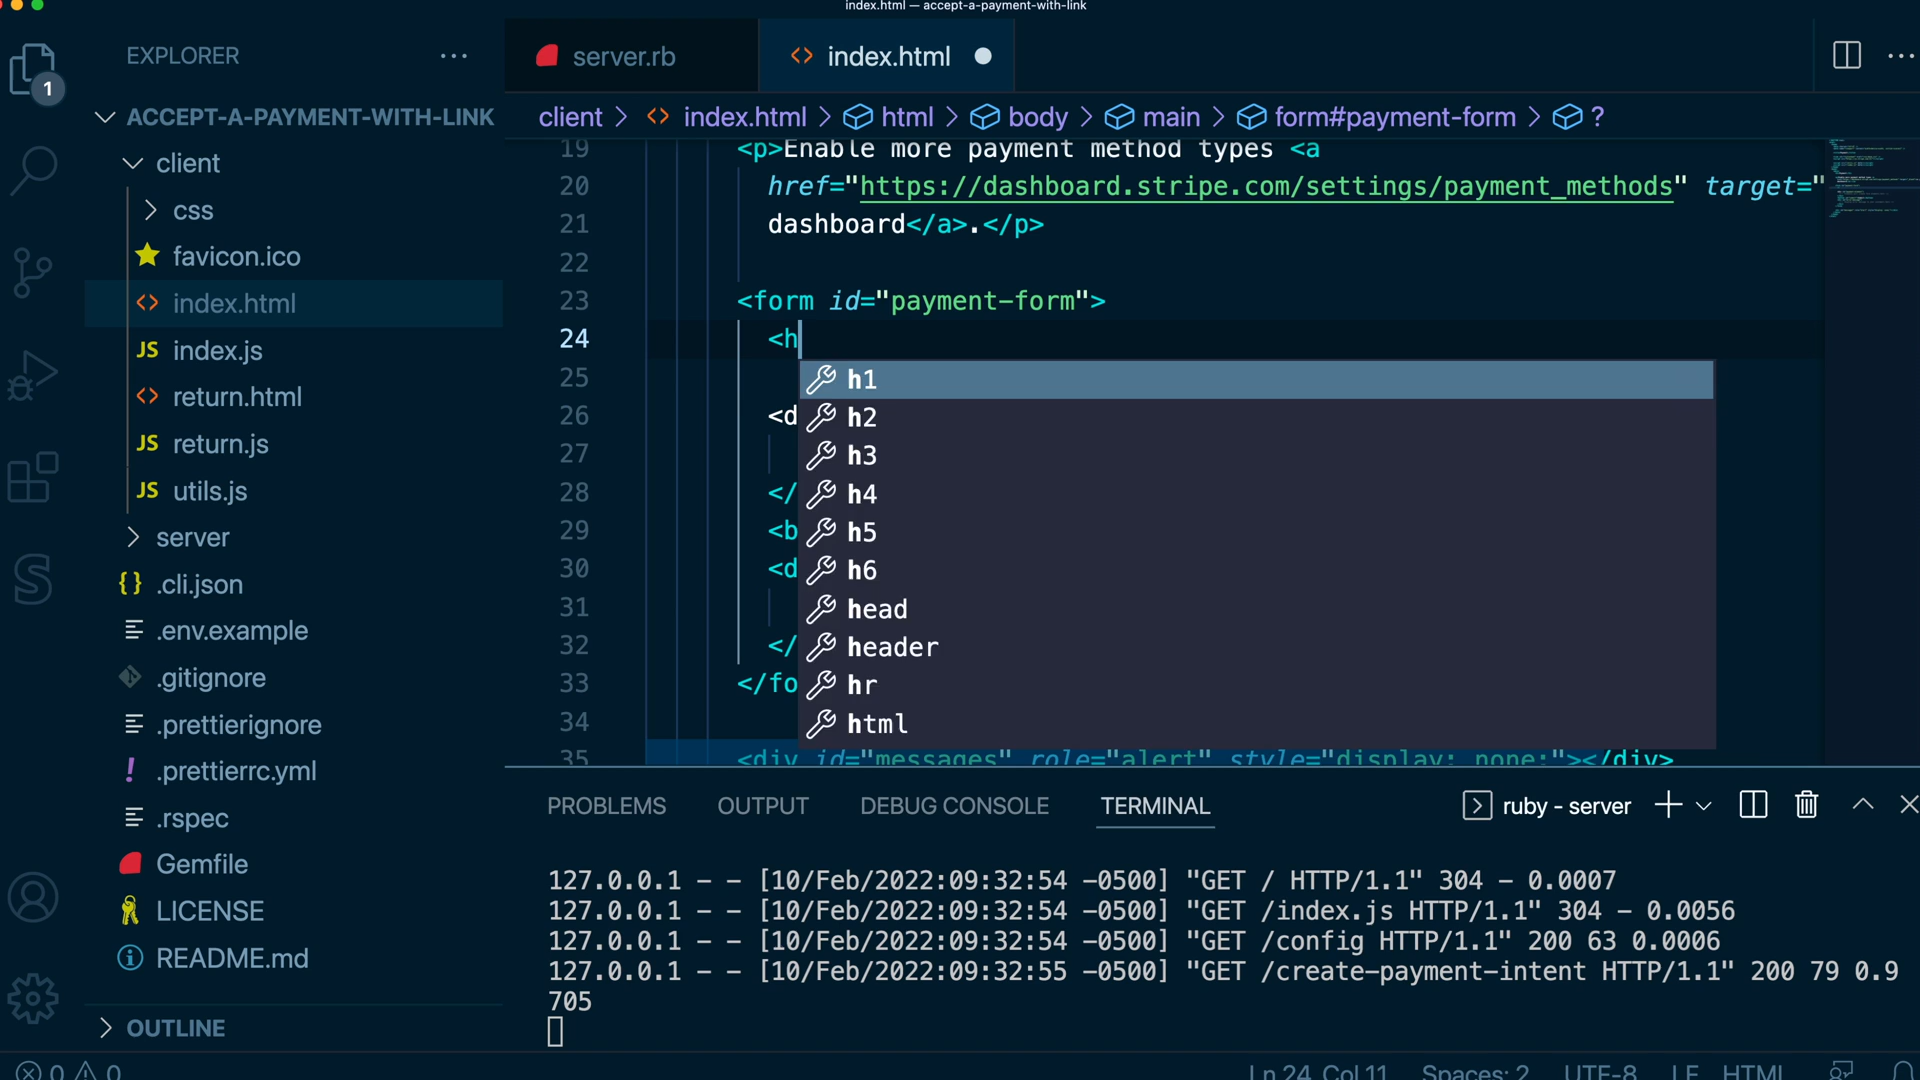 index.html — accept-a-payment-with-link
EXPLORER
server.rb
index.html
1
ACCEPT-A-PAYMENT-WITH-LINK
client
css
favicon.ico
index.html
index.js
return.html
return.js
utils.js
server
.cli.json
.env.example
.gitignore
.prettierignore
.prettierrc.yml
.rspec
Gemfile
LICENSE
README.md
OUTLINE
client > index.html > html > body > main > form#payment-form > ?
19 <p>Enable more payment method types <a
20 href="https://dashboard.stripe.com/settings/payment_methods" target="
21 dashboard</a>.</p>
22
23 <form id="payment-form">
24 <h
25
26 <d
27
28 </
29 <b
30 <d
31
32 </
33 </fo
34
35 <div id="messages" role="alert" style="display: none;"></div>
h1
h2
h3
h4
h5
h6
head
header
hr
html
PROBLEMS OUTPUT DEBUG CONSOLE TERMINAL
ruby - server
127.0.0.1 - - [10/Feb/2022:09:32:54 -0500] "GET / HTTP/1.1" 304 - 0.0007
127.0.0.1 - - [10/Feb/2022:09:32:54 -0500] "GET /index.js HTTP/1.1" 304 - 0.0056
127.0.0.1 - - [10/Feb/2022:09:32:54 -0500] "GET /config HTTP/1.1" 200 63 0.0006
127.0.0.1 - - [10/Feb/2022:09:32:55 -0500] "GET /create-payment-intent HTTP/1.1" 200 79 0.9
705
0 0
Ln 24, Col 11 Spaces: 2 UTF-8 LF HTML